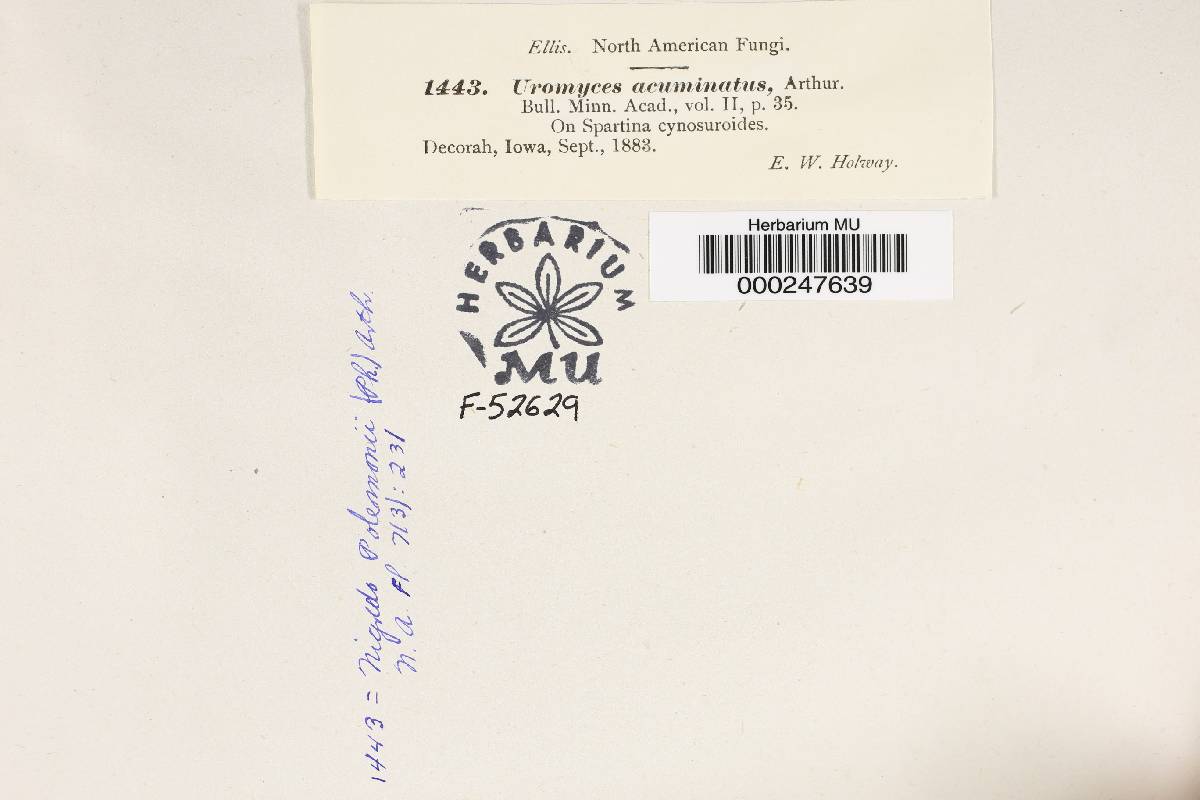 Ellis. North American Fungi.
1443. Uromyces acuminatus, Arthur.
Bull. Minn. Acad., vol. II, p. 35.
On Spartina cynosuroides.
Decorah, Iowa, Sept., 1883.
E. W. Holway.
HERBARIUM
MU
F-52629
Herbarium MU
000247639
1443 = Nigredo Polemonii (Pk.) Arth.
N. A. Fl 7(3): 231